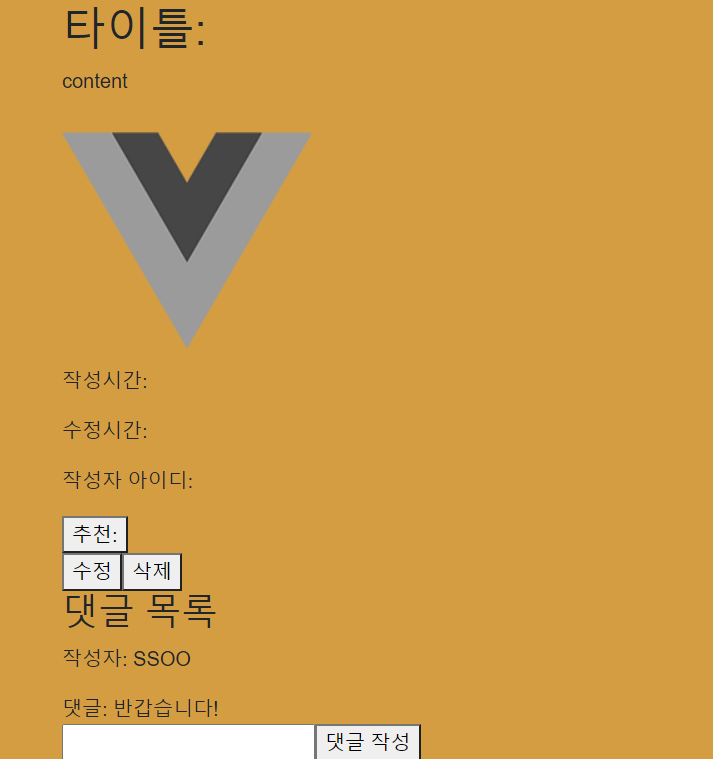 타이틀:
content
작성시간:
수정시간:
작성자 아이디:
추천:
수정 삭제
댓글 목록
작성자: SSOO
댓글: 반갑습니다!
댓글 작성